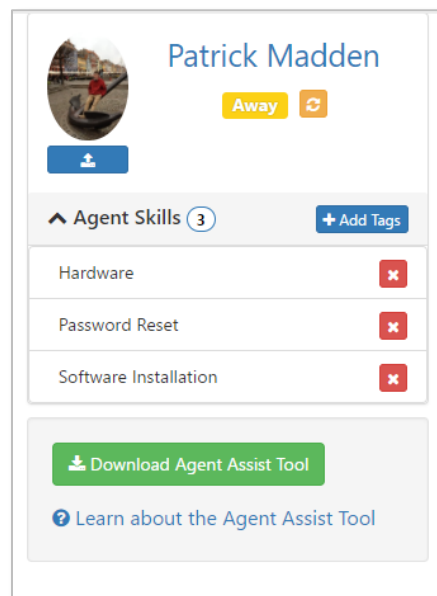 Patrick Madden
Away
Agent Skills 3
Add Tags
Hardware
Password Reset
Software Installation
Download Agent Assist Tool
Learn about the Agent Assist Tool